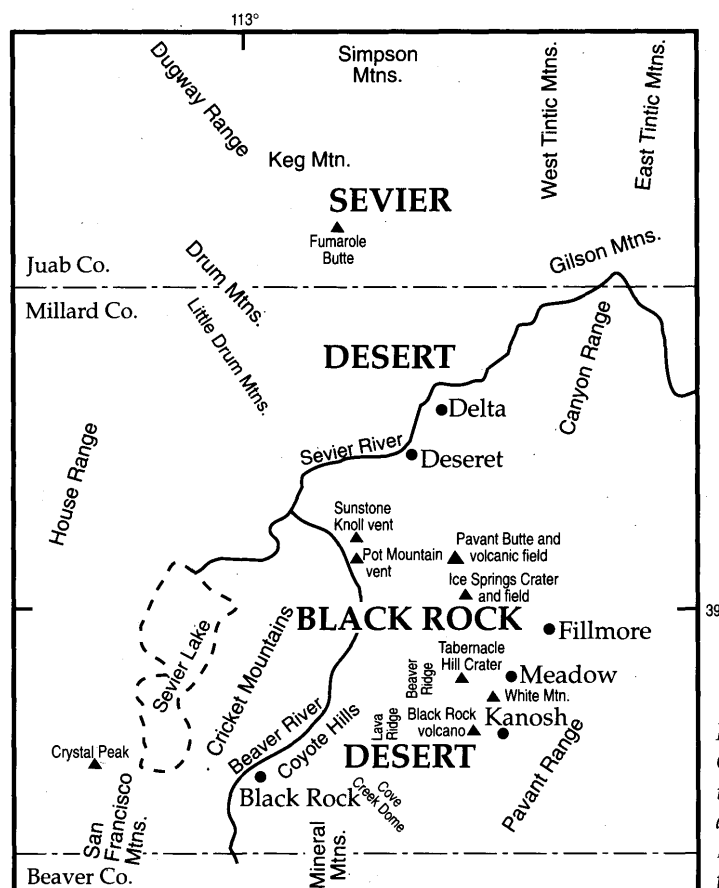 113°
Dugway Range
Simpson
Mtns.
West Tintic Mtns.
East Tintic Mtns.
Keg Mtn.
SEVIER
Fumarole
Butte
Gilson Mtns.
Juab Co.
Drum Mtns.
Millard Co.
Little Drum Mtns.
DESERT
Canyon Range
Delta
House Range
Sevier River
Deseret
Sunstone
Knoll vent
Pot Mountain
vent
Pavant Butte and
volcanic field
Ice Springs Crater
and field
39
BLACK ROCK
Fillmore
Sevier Lake
Cricket Mountains
Tabernacle
Hill Crater
Beaver
Ridge
Meadow
White Mtn.
Beaver River
Coyote Hills
Lava
Ridge
Black Rock
volcano
Kanosh
DESERT
Pavant Range
Crystal Peak
Black Rock
Cove
Creek Dome
San
Francisco
Mtns.
Mineral
Mtns.
Beaver Co.